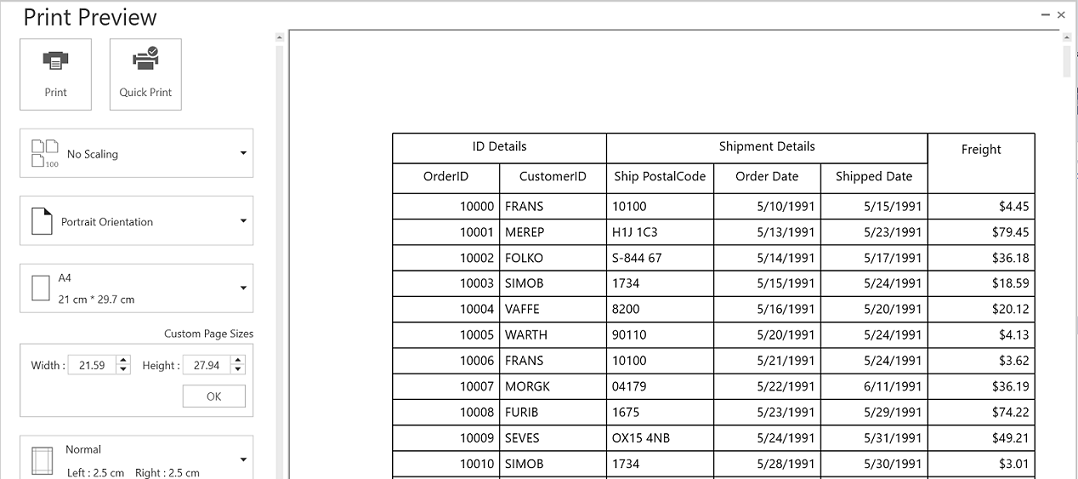 Print Preview
Print
Quick Print
100
No Scaling
Portrait Orientation
A4
21 cm * 29.7 cm
Custom Page Sizes
Width : 21.59 Height : 27.94
OK
Normal
Left : 2.5 cm Right : 2.5 cm
ID Details Shipment Details Freight
OrderID CustomerID Ship PostalCode Order Date Shipped Date
10000 FRANS 10100 5/10/1991 5/15/1991 $4.45
10001 MEREP H1J 1C3 5/13/1991 5/23/1991 $79.45
10002 FOLKO S-844 67 5/14/1991 5/17/1991 $36.18
10003 SIMOB 1734 5/15/1991 5/24/1991 $18.59
10004 VAFFE 8200 5/16/1991 5/20/1991 $20.12
10005 WARTH 90110 5/20/1991 5/24/1991 $4.13
10006 FRANS 10100 5/21/1991 5/24/1991 $3.62
10007 MORGK 04179 5/22/1991 6/11/1991 $36.19
10008 FURIB 1675 5/23/1991 5/29/1991 $74.22
10009 SEVES OX15 4NB 5/24/1991 5/31/1991 $49.21
10010 SIMOB 1734 5/28/1991 5/30/1991 $3.01